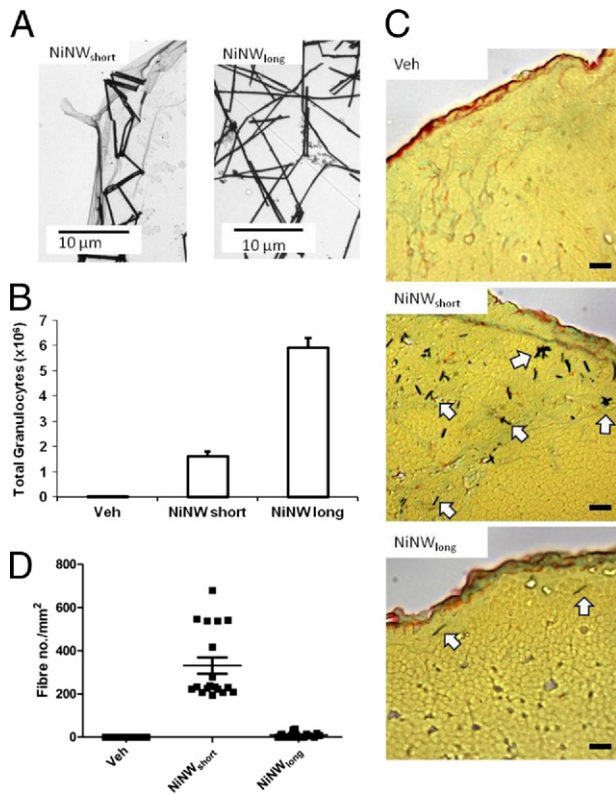 A
NiNWshort
10 µm
NiNWlong
10 µm
B
Total Granulocytes (x10⁶)
7
6
5
4
3
2
1
0
Veh
NiNW short
NiNW long
C
Veh
NiNWshort
NiNWlong
D
Fibre no./mm²
800
600
400
200
0
Veh
NiNWshort
NiNWlong